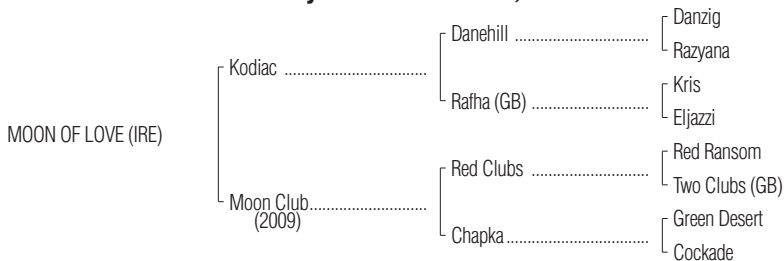 Danzig
Danehill ..................................
Razyana
Kodiac ....................................
Kris
Rafha (GB) ..............................
Eljazzi
MOON OF LOVE (IRE)
Red Ransom
Red Clubs ..............................
Two Clubs (GB)
Moon Club..............................
(2009)
Green Desert
Chapka....................................
Cockade